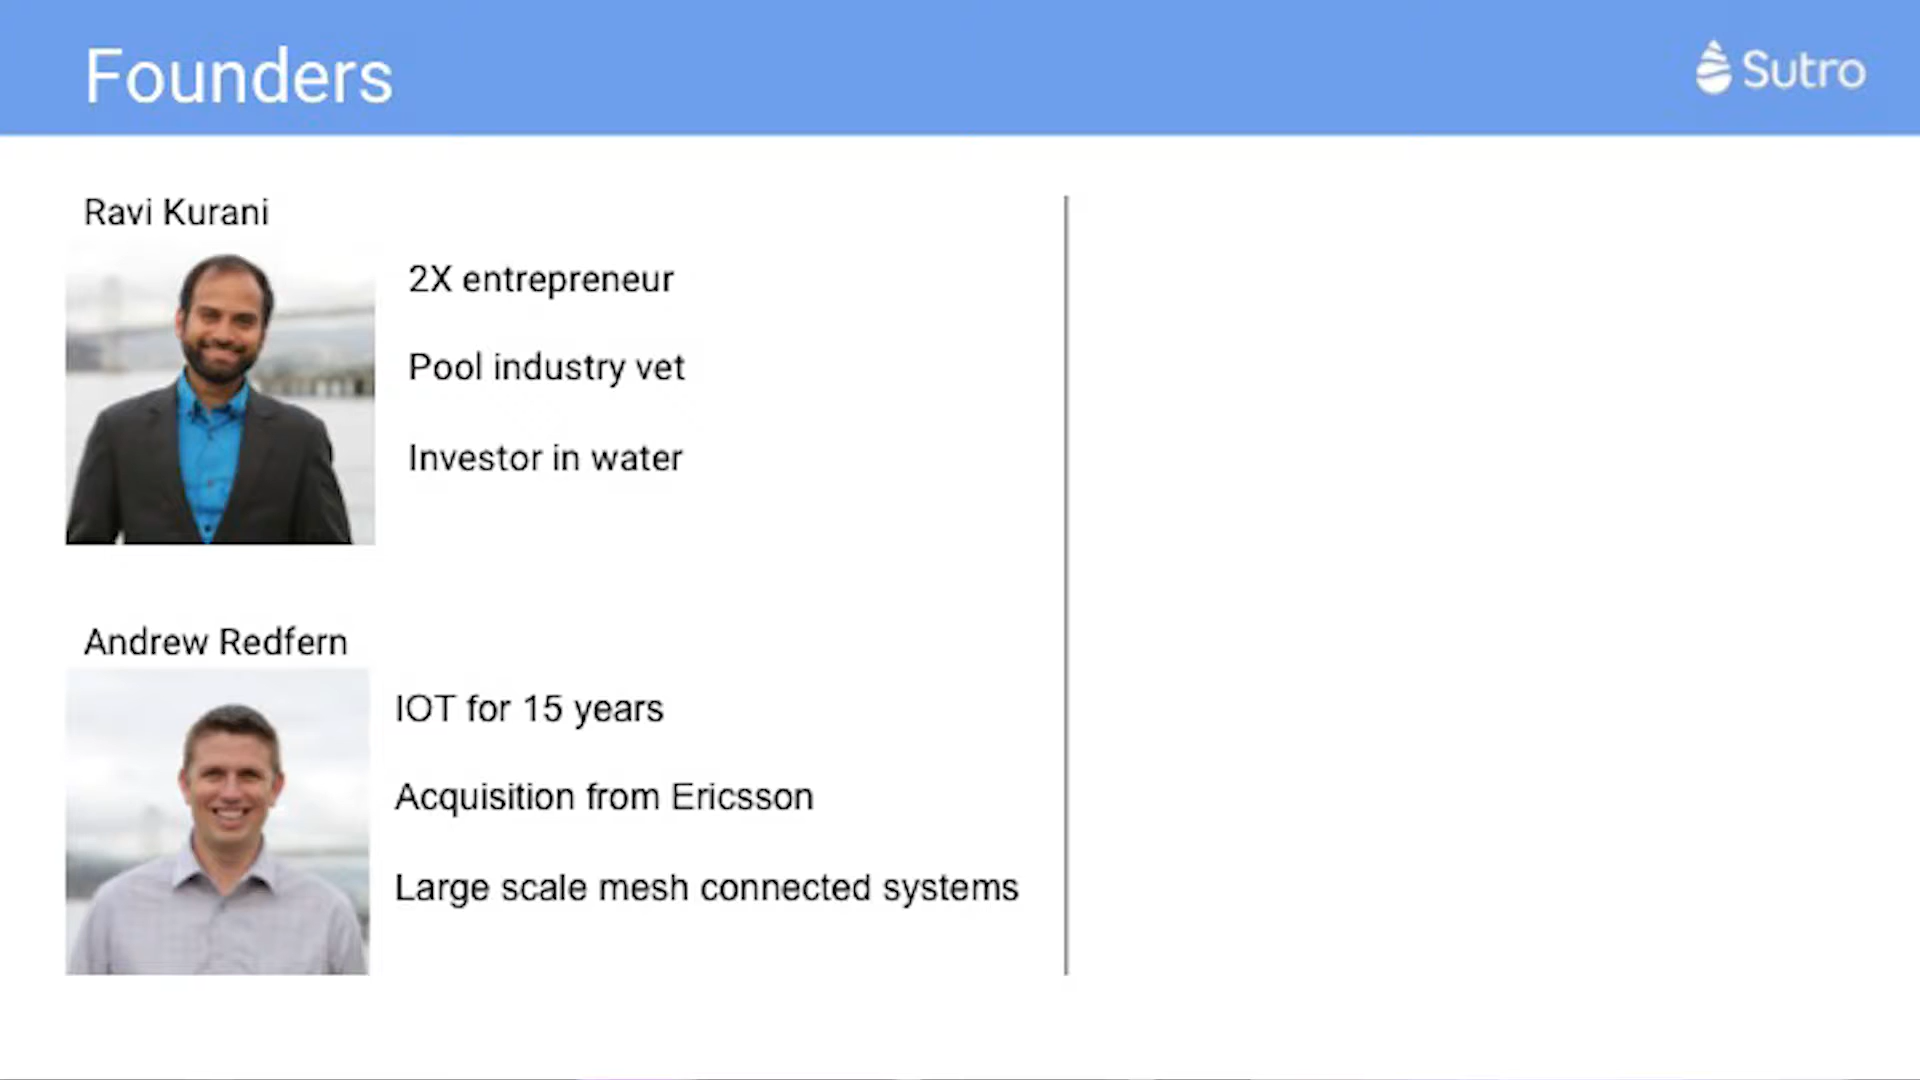 Founders
Sutro
Ravi Kurani
2X entrepreneur
Pool industry vet
Investor in water
Andrew Redfern
IOT for 15 years
Acquisition from Ericsson
Large scale mesh connected systems